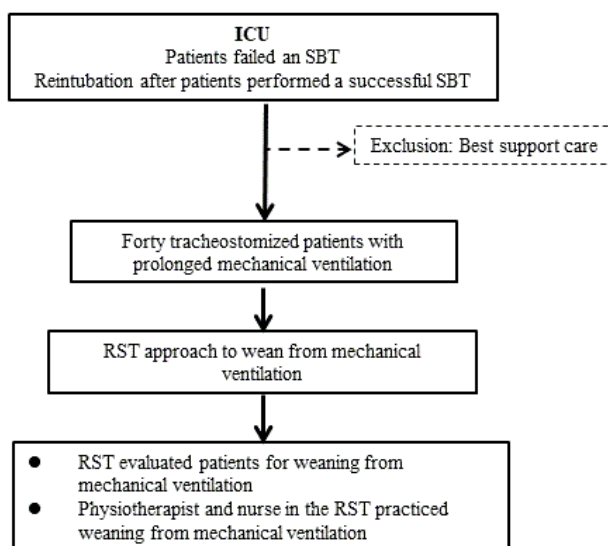 ICU
Patients failed an SBT
Reintubation after patients performed a successful SBT
Exclusion: Best support care
Forty tracheostomized patients with
prolonged mechanical ventilation
RST approach to wean from mechanical
ventilation
● RST evaluated patients for weaning from
mechanical ventilation
● Physiotherapist and nurse in the RST practiced
weaning from mechanical ventilation